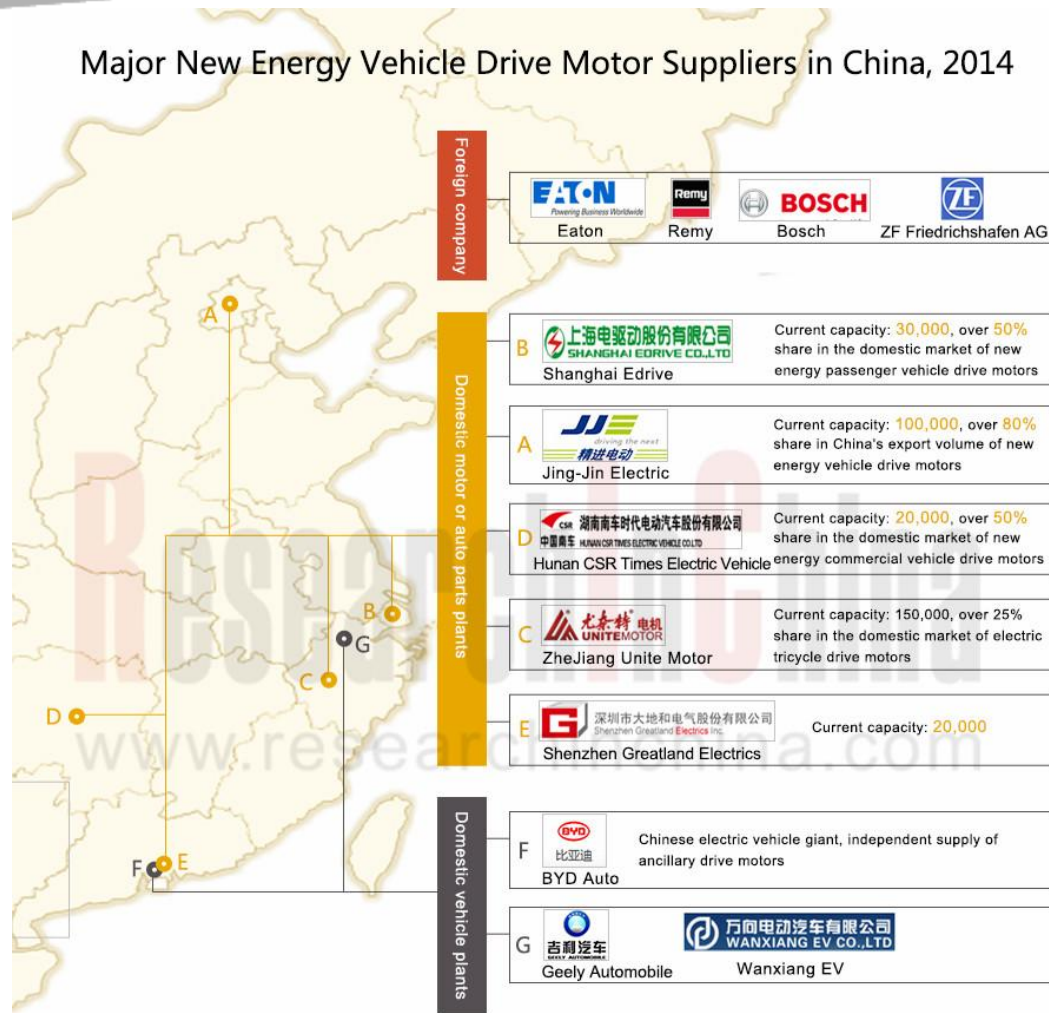 Major New Energy Vehicle Drive Motor Suppliers in China, 2014
Foreign company
EATON
Powering Business Worldwide
Eaton
Remy
Remy
BOSCH
Bosch
ZF
ZF Friedrichshafen AG
Domestic motor or auto parts plants
B
上海电驱动股份有限公司
SHANGHAI EDRIVE CO.,LTD
Shanghai Edrive
Current capacity: 30,000, over 50%
share in the domestic market of new
energy passenger vehicle drive motors
A
JJE
driving the next
精进电动
Jing-Jin Electric
Current capacity: 100,000, over 80%
share in China's export volume of new
energy vehicle drive motors
D
CSR
中国南车
湖南南车时代电动汽车股份有限公司
HUNAN CSR TIMES ELECTRIC VEHICLE CO.LTD
Hunan CSR Times Electric Vehicle
Current capacity: 20,000, over 50%
share in the domestic market of new
energy commercial vehicle drive motors
C
尤奈特 电机
UNITEMOTOR
ZheJiang Unite Motor
Current capacity: 150,000, over 25%
share in the domestic market of electric
tricycle drive motors
E
G
深圳市大地和电气股份有限公司
Shenzhen Greatland Electrics Inc.
Shenzhen Greatland Electrics
Current capacity: 20,000
Domestic vehicle plants
F
BYD
比亚迪
BYD Auto
Chinese electric vehicle giant, independent supply of
ancillary drive motors
G
吉利汽车
GEELY AUTOMOBILE
Geely Automobile
万向电动汽车有限公司
WANXIANG EV CO.,LTD
Wanxiang EV
A
B
G
C
D
F
E
ResearchInChina
www.researchinchina.com